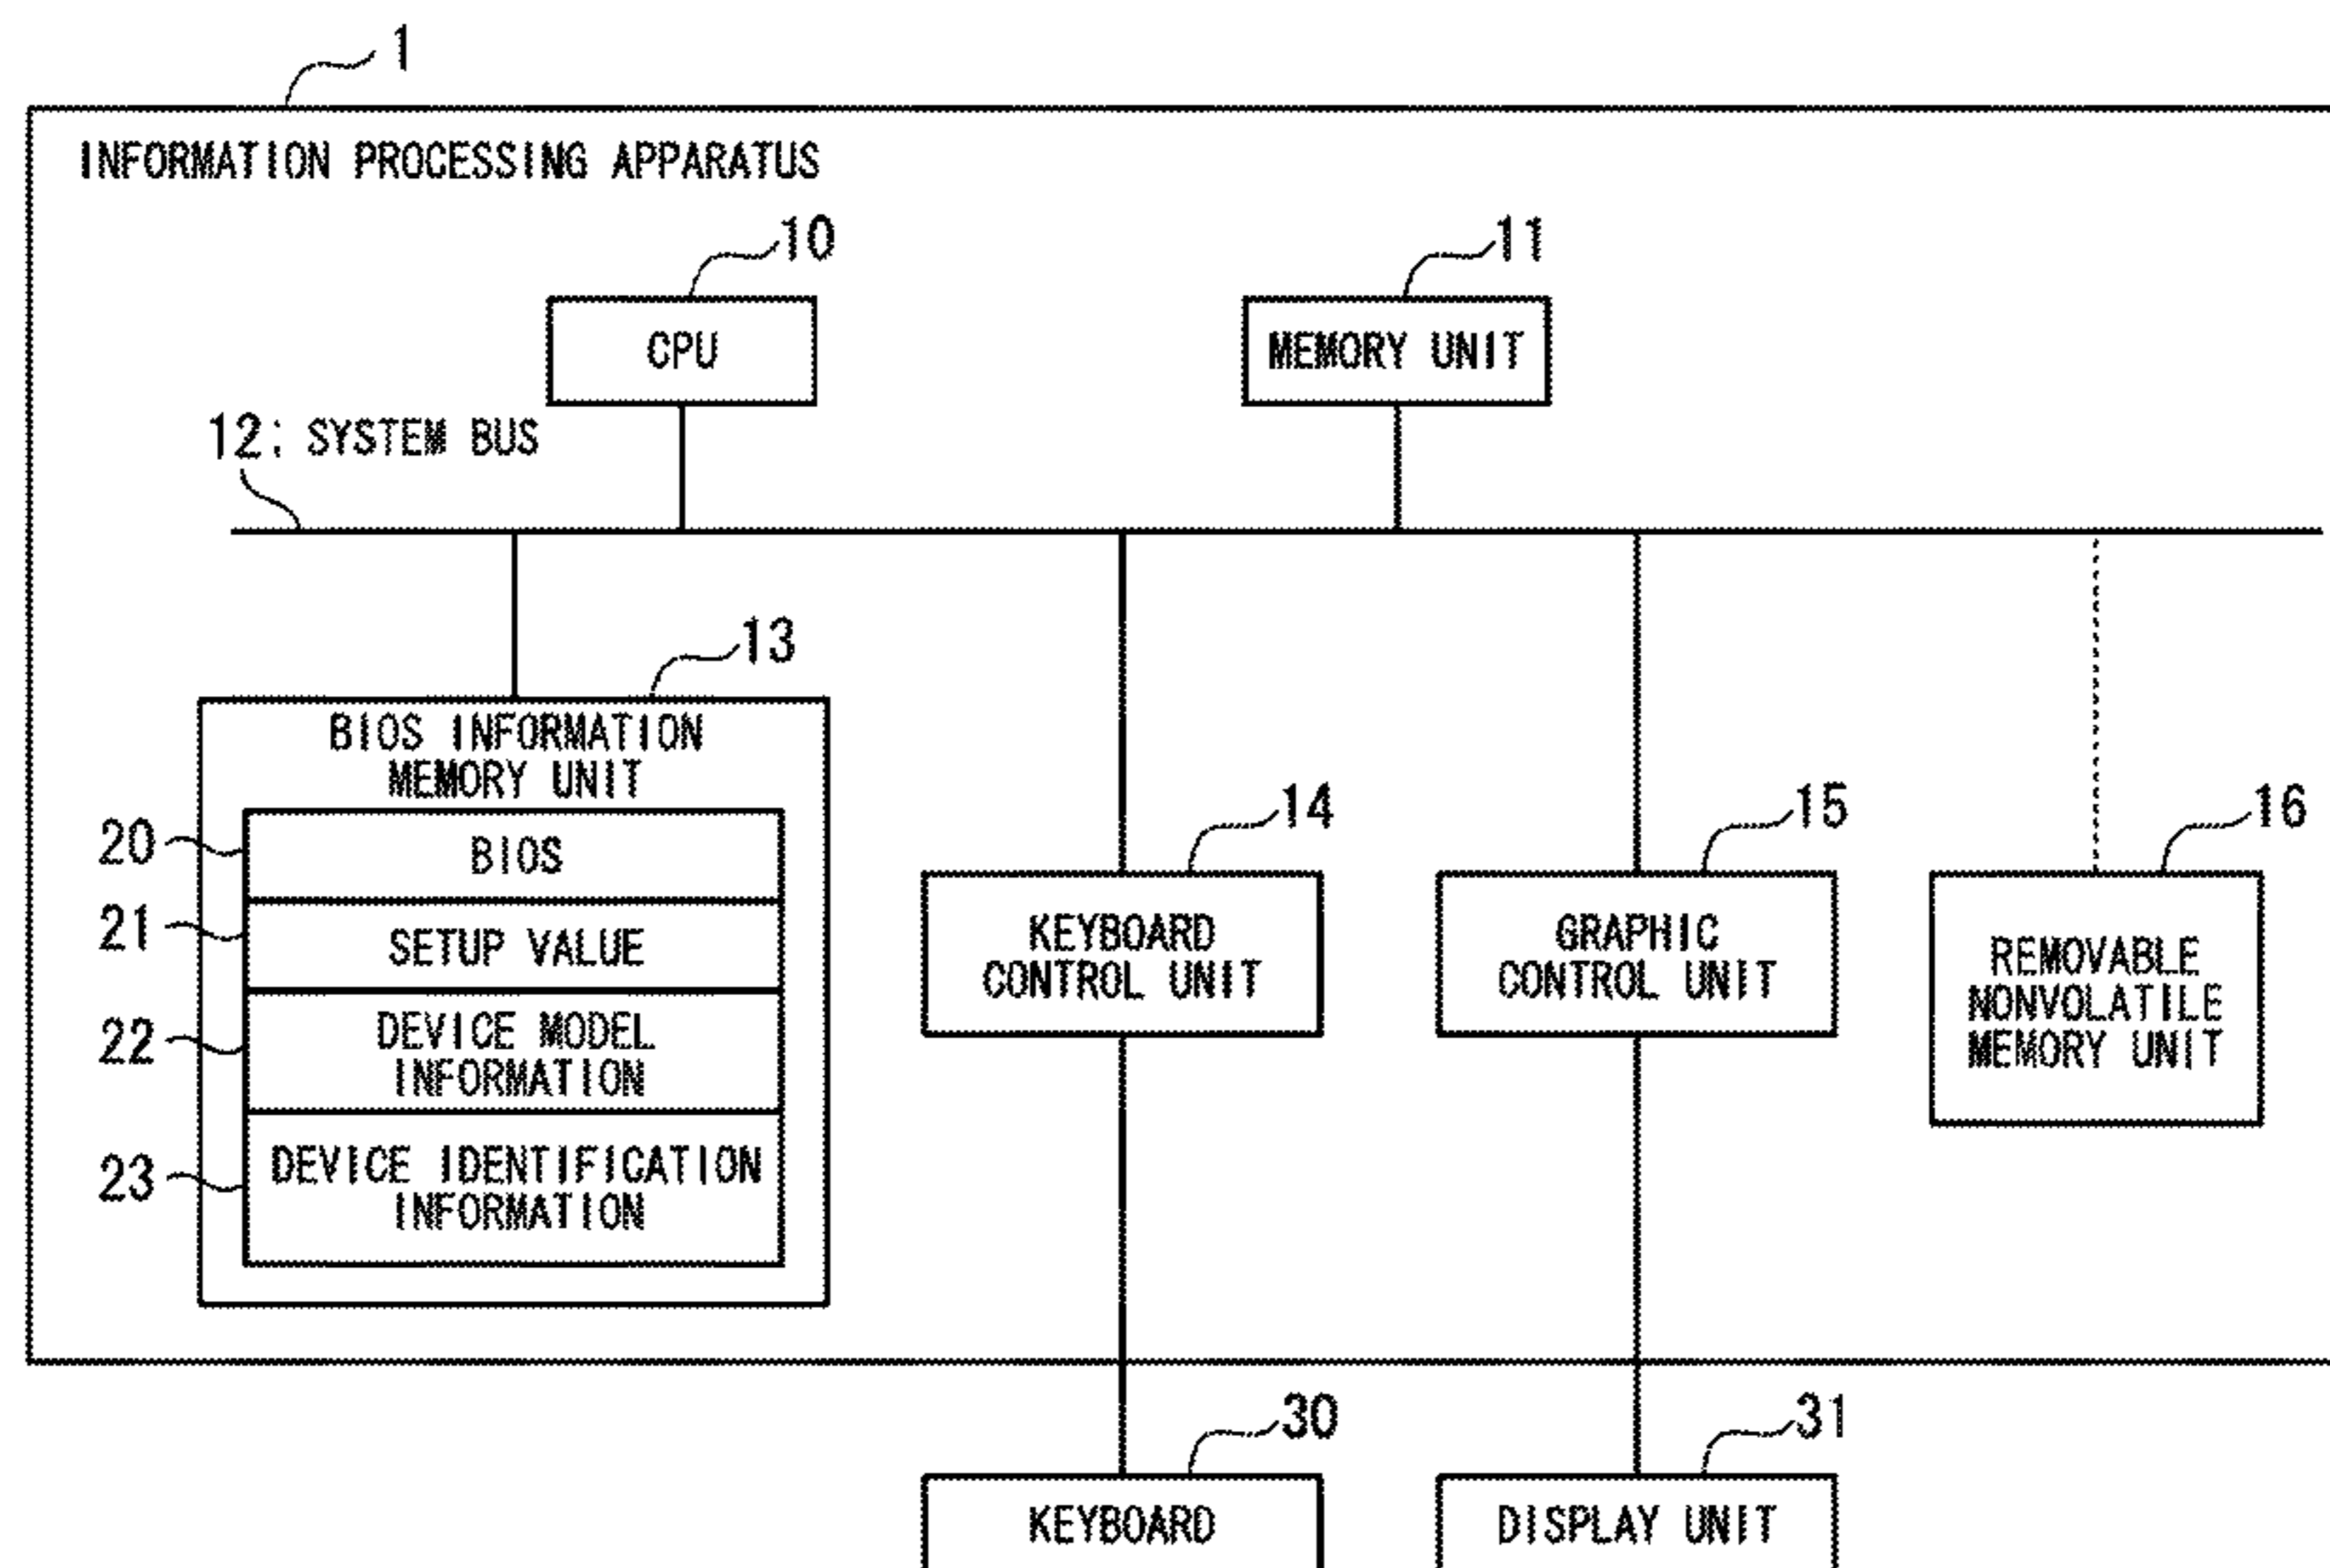 1
INFORMATION PROCESSING APPARATUS
10
11
CPU
MEMORY UNIT
12: SYSTEM BUS
13
BIOS INFORMATION
MEMORY UNIT
20
BIOS
21
SETUP VALUE
22
DEVICE MODEL
INFORMATION
23
DEVICE IDENTIFICATION
INFORMATION
14
KEYBOARD
CONTROL UNIT
15
GRAPHIC
CONTROL UNIT
16
REMOVABLE
NONVOLATILE
MEMORY UNIT
30
KEYBOARD
31
DISPLAY UNIT